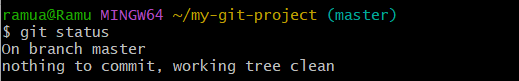 ramua@Ramu MINGW64 ~/my-git-project (master)
$ git status
On branch master
nothing to commit, working tree clean